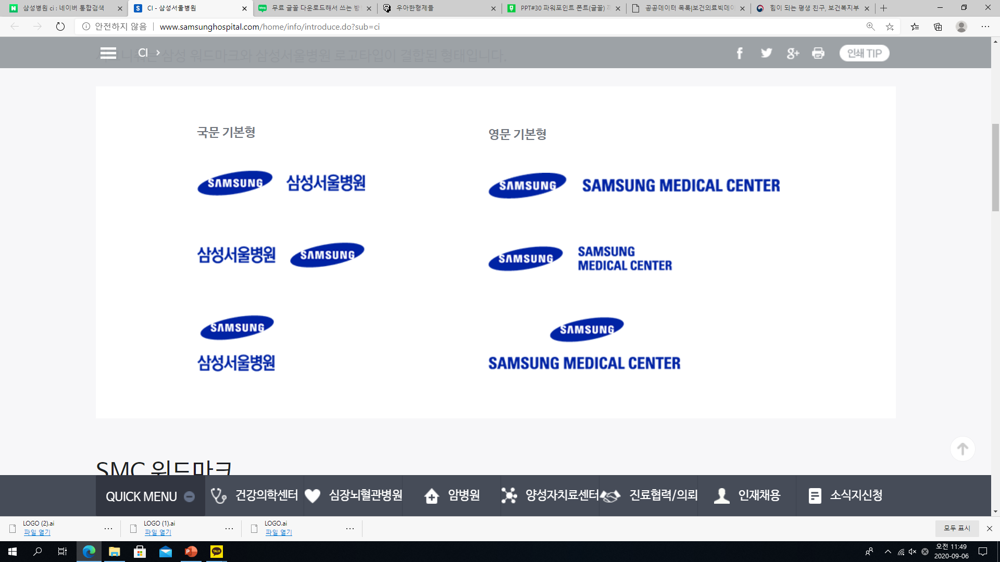 삼성병원 ci : 네이버 통합검색
CI - 삼성서울병원
무료 글꼴 다운로드해서 쓰는 방
우아한형제들
PPT#30 파워포인트 폰트(글꼴)
공공데이터 목록|보건의료빅데이
힘이 되는 평생 친구, 보건복지부
안전하지 않음
www.samsunghospital.com/home/info/introduce.do?sub=ci
CI
시그니춰는 삼성 워드마크와 삼성서울병원 로고타입이 결합된 형태입니다.
인쇄 TIP
국문 기본형
영문 기본형
SAMSUNG 삼성서울병원
SAMSUNG SAMSUNG MEDICAL CENTER
삼성서울병원 SAMSUNG
SAMSUNG SAMSUNG
MEDICAL CENTER
SAMSUNG
삼성서울병원
SAMSUNG
SAMSUNG MEDICAL CENTER
SMC 워드마크
QUICK MENU
건강의학센터
심장뇌혈관병원
암병원
양성자치료센터
진료협력/의뢰
인재채용
소식지신청
LOGO (2).ai
파일 열기
LOGO (1).ai
파일 열기
LOGO.ai
파일 열기
모두 표시
오전 11:49
2020-09-06